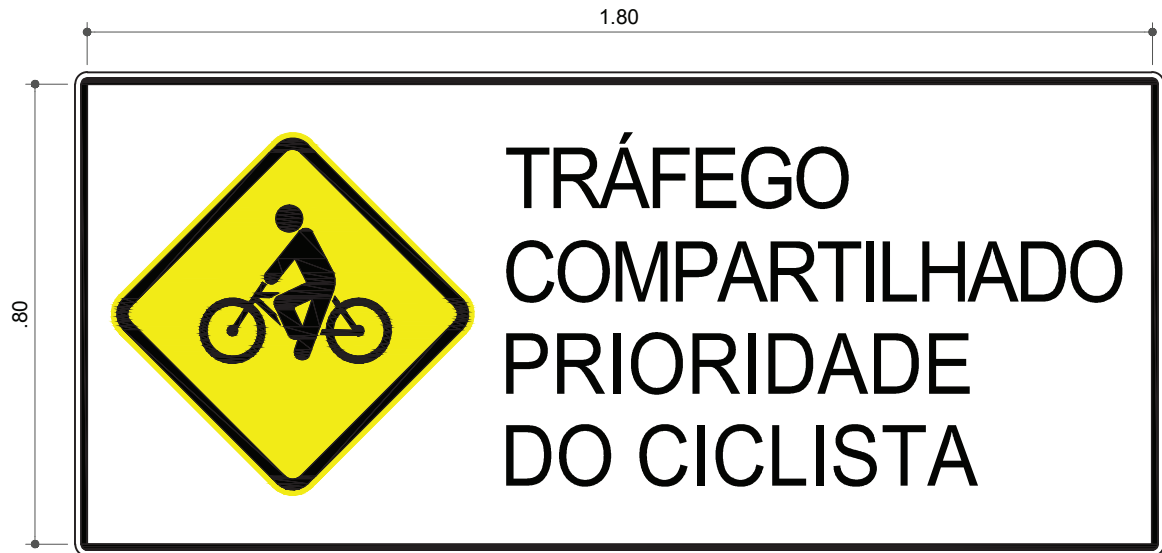 1.80
.80
TRÁFEGO
COMPARTILHADO
PRIORIDADE
DO CICLISTA